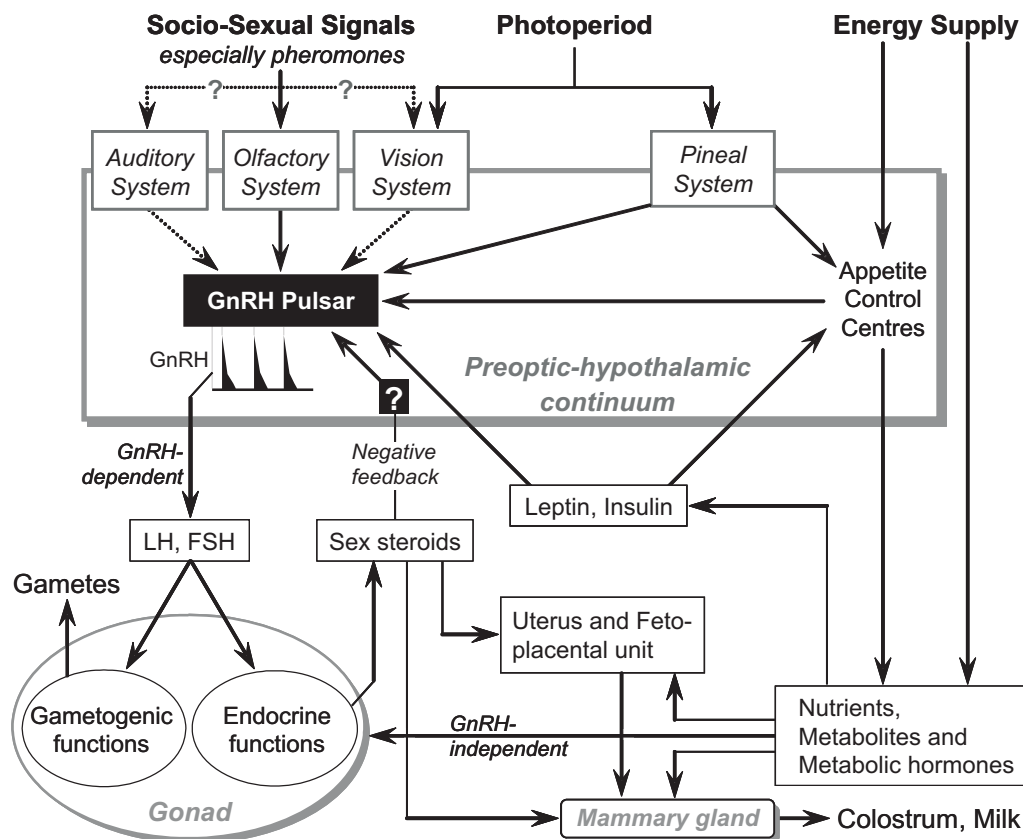 Socio-Sexual Signals
especially pheromones
Photoperiod
Energy Supply
?
?
Auditory
System
Olfactory
System
Vision
System
Pineal
System
GnRH Pulsar
Appetite
Control
Centres
GnRH
Preoptic-hypothalamic
continuum
?
GnRH-
dependent
Negative
feedback
Leptin, Insulin
LH, FSH
Sex steroids
Gametes
Uterus and Feto-
placental unit
Gametogenic
functions
Endocrine
functions
GnRH-
independent
Nutrients,
Metabolites and
Metabolic hormones
Gonad
Mammary gland
Colostrum, Milk